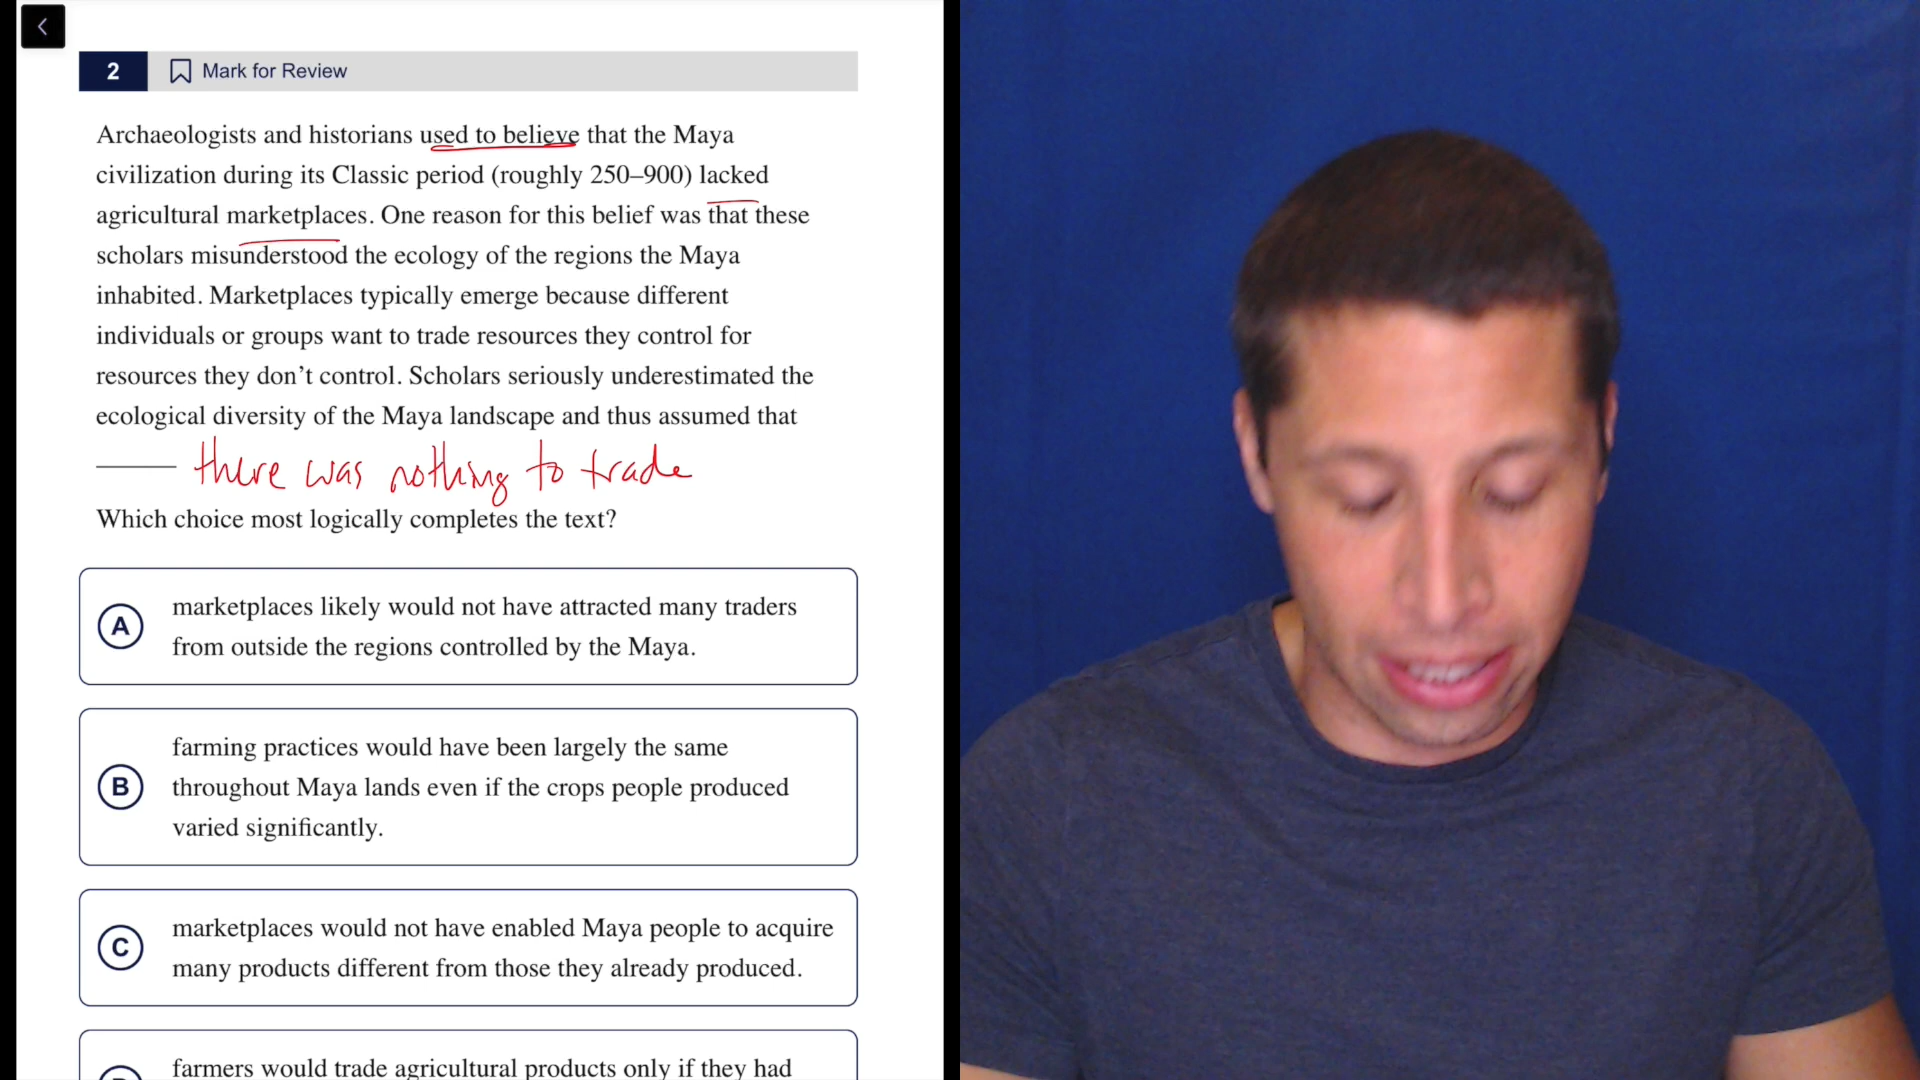 2 Mark for Review
Archaeologists and historians used to believe that the Maya
civilization during its Classic period (roughly 250–900) lacked
agricultural marketplaces. One reason for this belief was that these
scholars misunderstood the ecology of the regions the Maya
inhabited. Marketplaces typically emerge because different
individuals or groups want to trade resources they control for
resources they don’t control. Scholars seriously underestimated the
ecological diversity of the Maya landscape and thus assumed that
______ there was nothing to trade
Which choice most logically completes the text?
A marketplaces likely would not have attracted many traders
from outside the regions controlled by the Maya.
B farming practices would have been largely the same
throughout Maya lands even if the crops people produced
varied significantly.
C marketplaces would not have enabled Maya people to acquire
many products different from those they already produced.
farmers would trade agricultural products only if they had